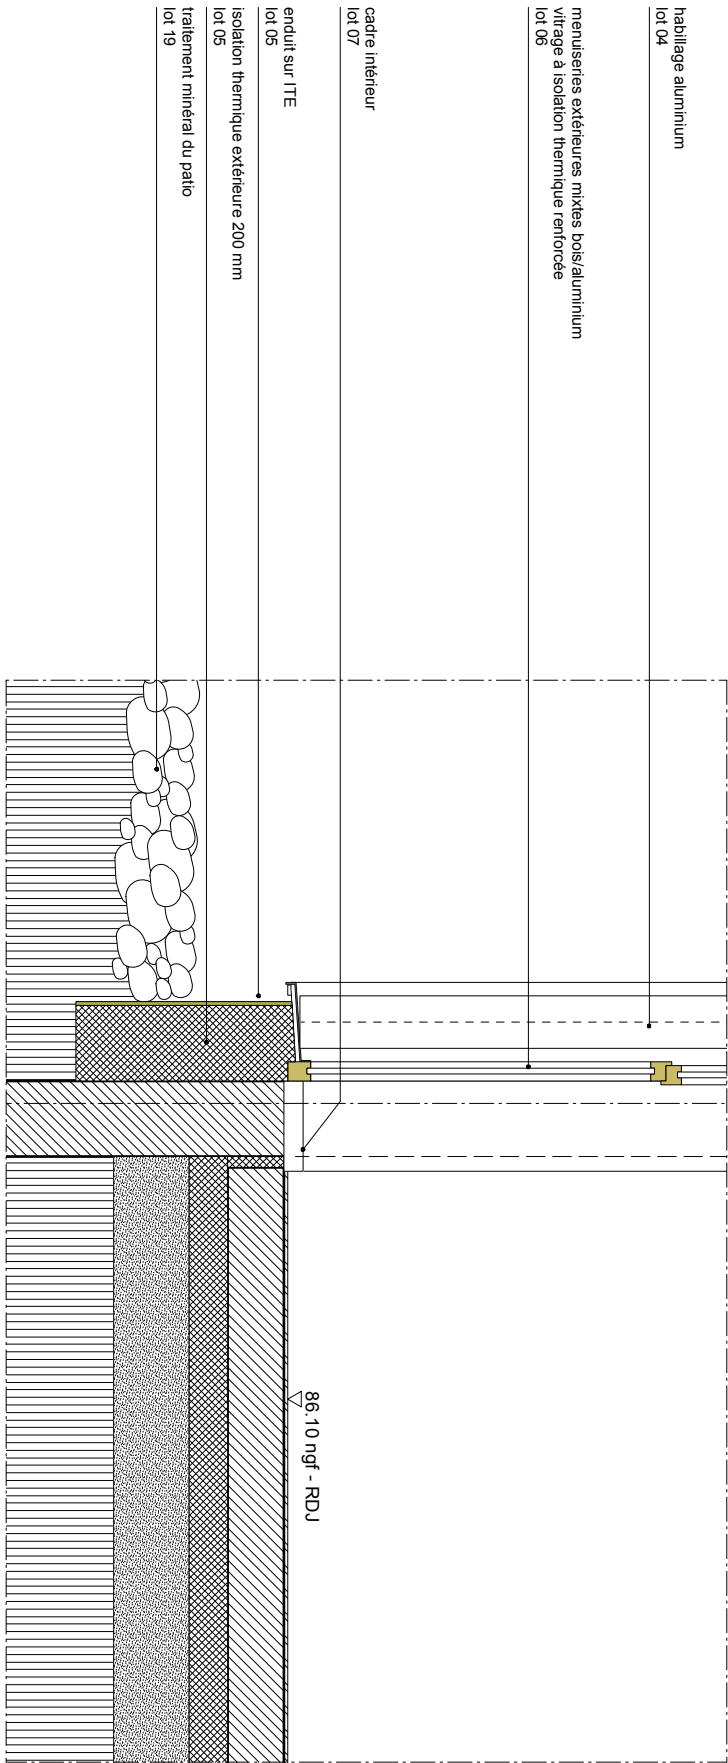 habillage aluminium
lot 04
menuiseries extérieures mixtes bois/aluminium
vitrage à isolation thermique renforcée
lot 06
cadre intérieur
lot 07
enduit sur ITE
lot 05
isolation thermique extérieure 200 mm
lot 05
traitement minéral du patio
lot 19
86.10 ngf - RDJ